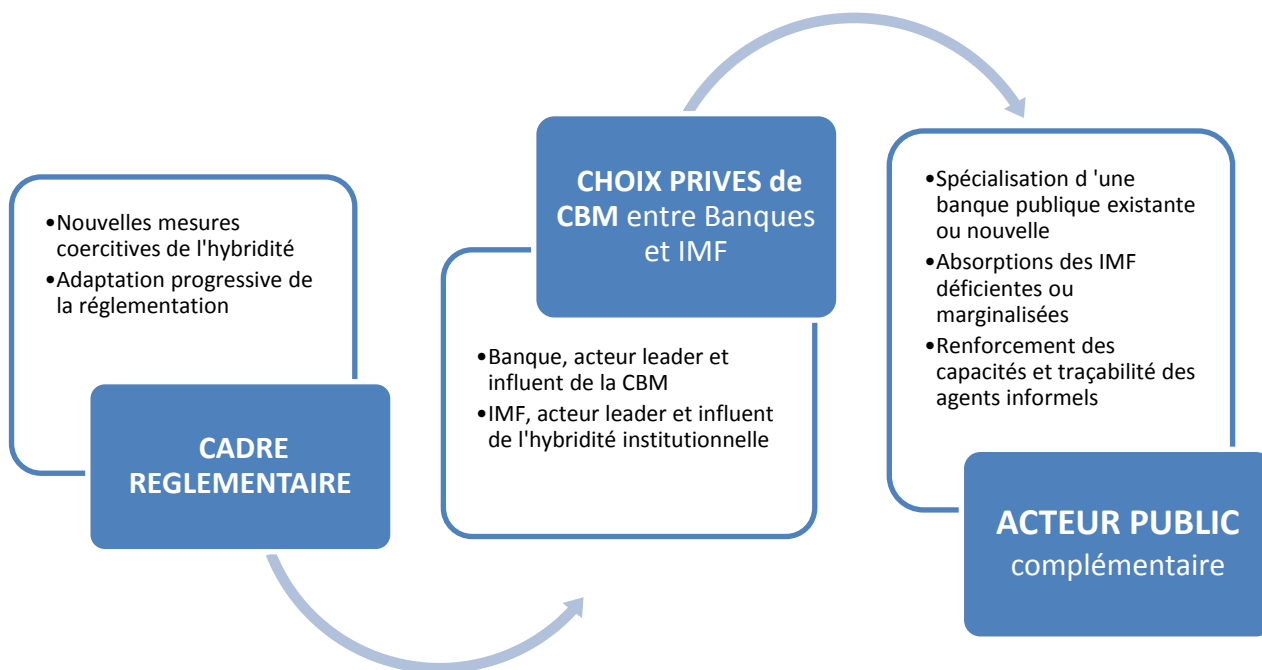 •Nouvelles mesures
coercitives de l'hybridité
•Adaptation progressive de
la réglementation
CADRE
REGLEMENTAIRE
CHOIX PRIVES de
CBM entre Banques
et IMF
•Banque, acteur leader et
influent de la CBM
•IMF, acteur leader et influent
de l'hybridité institutionnelle
•Spécialisation d 'une
banque publique existante
ou nouvelle
•Absorptions des IMF
déficientes ou
marginalisées
•Renforcement des
capacités et traçabilité des
agents informels
ACTEUR PUBLIC
complémentaire